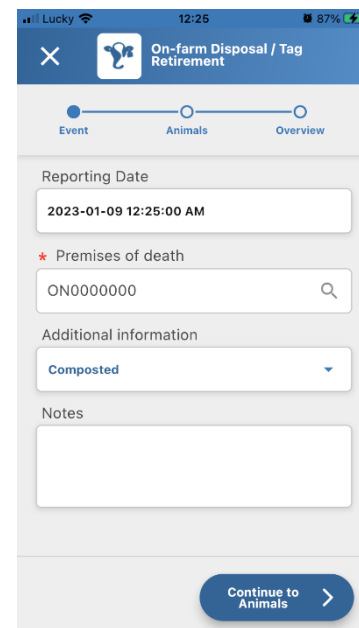 Lucky 12:25 87%
On-farm Disposal / Tag
Retirement
Event Animals Overview
Reporting Date
2023-01-09 12:25:00 AM
* Premises of death
ON0000000
Additional information
Composted
Notes
Continue to
Animals